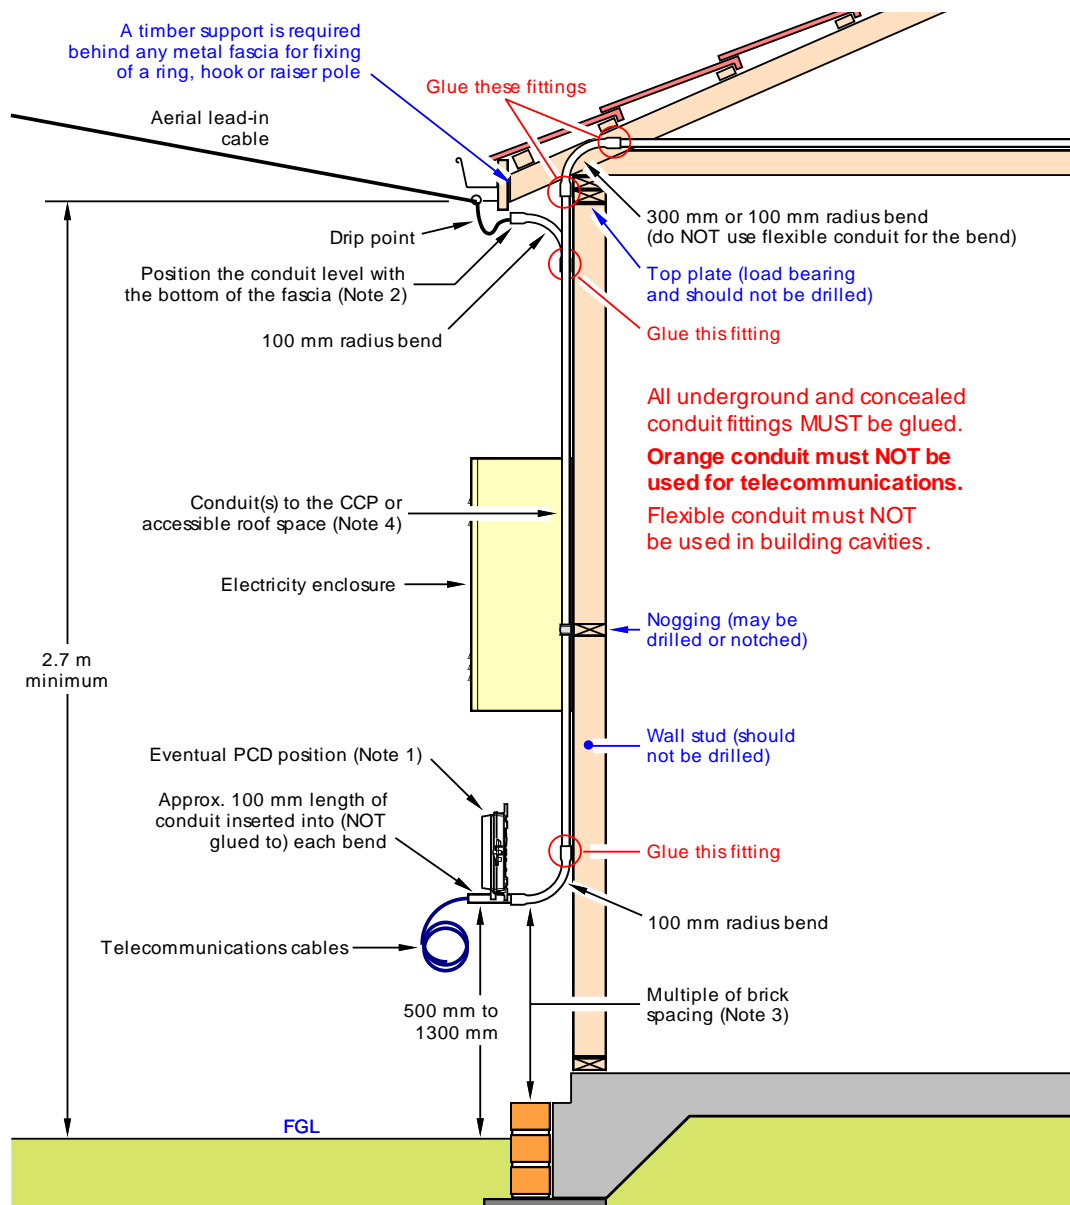 A timber support is required
behind any metal fascia for fixing
of a ring, hook or raiser pole
Glue these fittings
Aerial lead-in
cable
Drip point
300 mm or 100 mm radius bend
(do NOT use flexible conduit for the bend)
Position the conduit level with
the bottom of the fascia (Note 2)
Top plate (load bearing
and should not be drilled)
100 mm radius bend
Glue this fitting
All underground and concealed
conduit fittings MUST be glued.
Orange conduit must NOT be
used for telecommunications.
Flexible conduit must NOT
be used in building cavities.
Conduit(s) to the CCP or
accessible roof space (Note 4)
Electricity enclosure
Nogging (may be
drilled or notched)
2.7 m
minimum
Wall stud (should
not be drilled)
Eventual PCD position (Note 1)
Approx. 100 mm length of
conduit inserted into (NOT
glued to) each bend
Glue this fitting
100 mm radius bend
Telecommunications cables
500 mm to
1300 mm
Multiple of brick
spacing (Note 3)
FGL